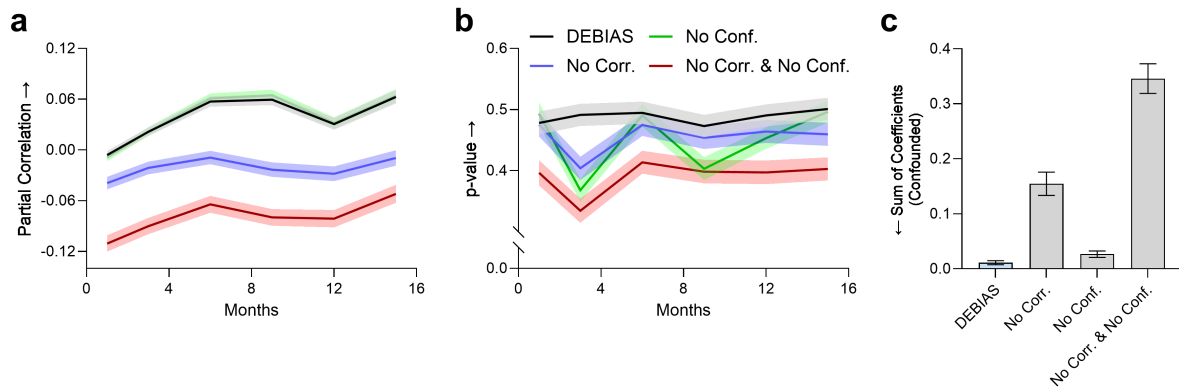 a
Partial Correlation →
0.12
0.06
0.00
-0.06
-0.12
0
4
8
12
16
Months
b
DEBIAS
No Corr.
No Conf.
No Corr. & No Conf.
p-value →
0.6
0.5
0.4
0.0
0
4
8
12
16
Months
c
← Sum of Coefficients
(Confounded)
0.4
0.3
0.2
0.1
0.0
DEBIAS
No Corr.
No Conf.
No Corr. & No Conf.